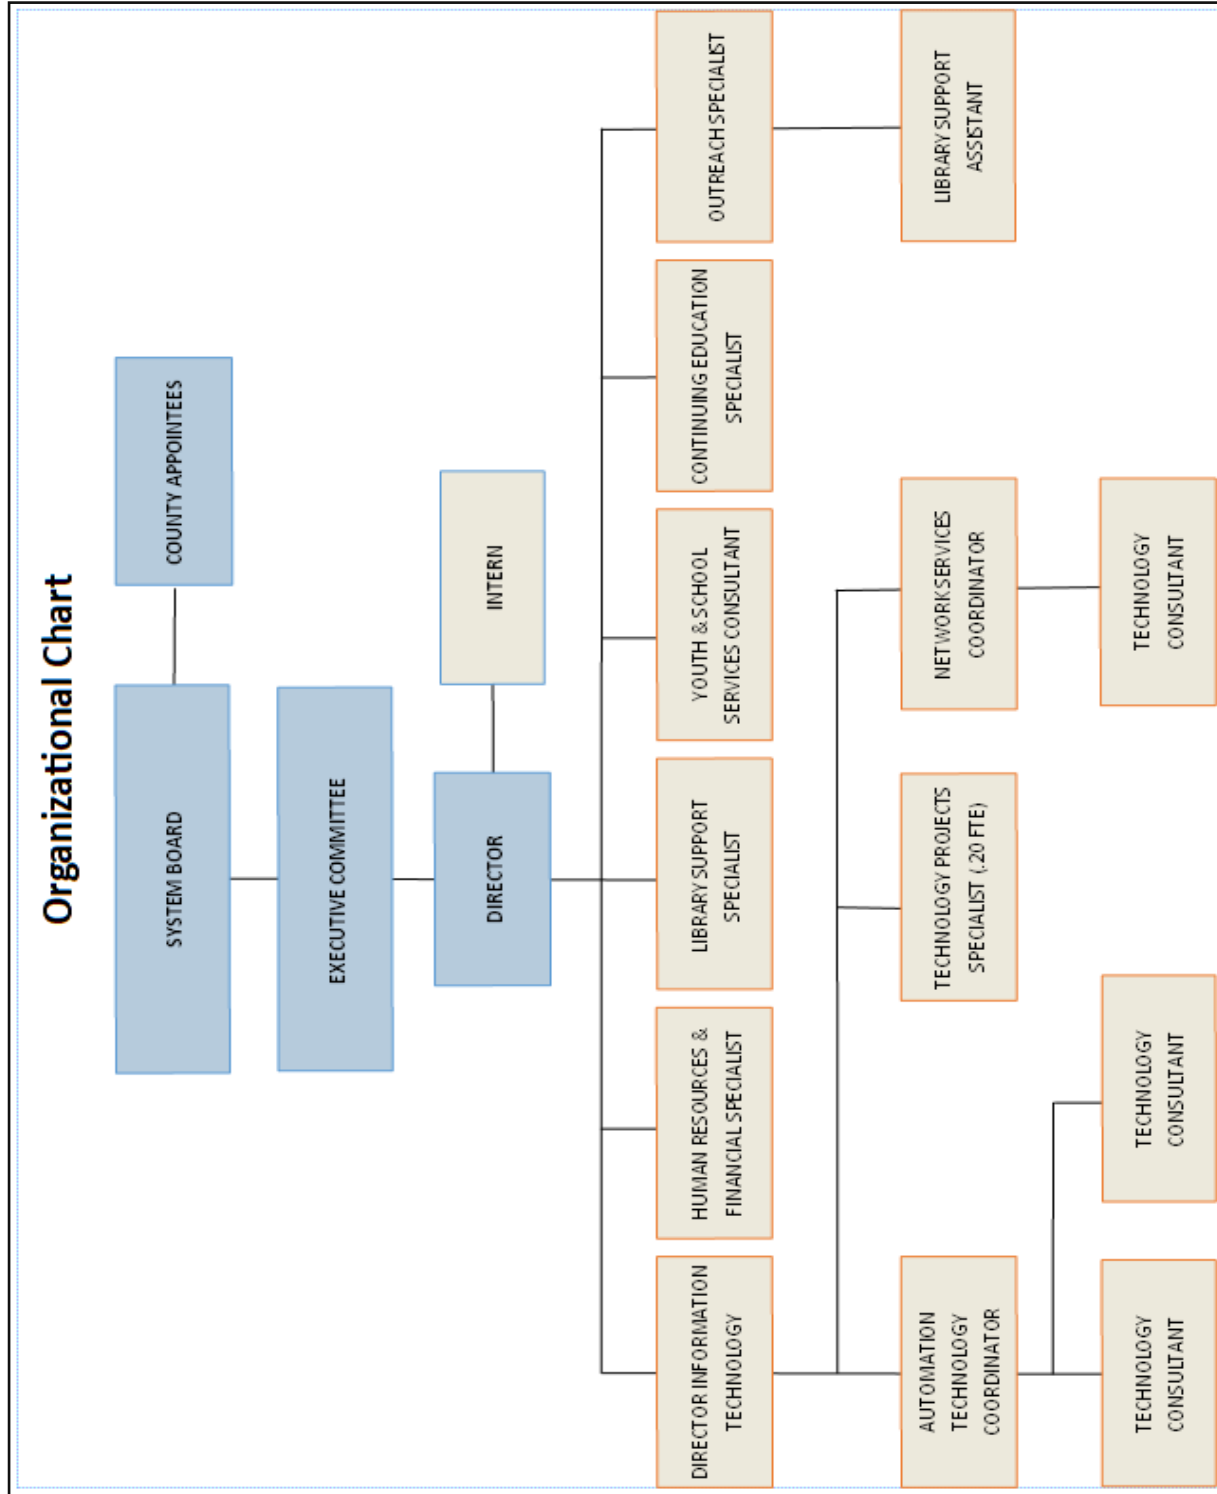 Organizational Chart
SYSTEM BOARD
COUNTY APPOINTEES
EXECUTIVE COMMITTEE
DIRECTOR
INTERN
DIRECTOR INFORMATION
TECHNOLOGY
HUMAN RESOURCES &
FINANCIAL SPECIALIST
LIBRARY SUPPORT
SPECIALIST
YOUTH & SCHOOL
SERVICES CONSULTANT
CONTINUING EDUCATION
SPECIALIST
OUTREACH SPECIALIST
AUTOMATION
TECHNOLOGY
COORDINATOR
TECHNOLOGY PROJECTS
SPECIALIST (.20 FTE)
NETWORK SERVICES
COORDINATOR
LIBRARY SUPPORT
ASSISTANT
TECHNOLOGY
CONSULTANT
TECHNOLOGY
CONSULTANT
TECHNOLOGY
CONSULTANT